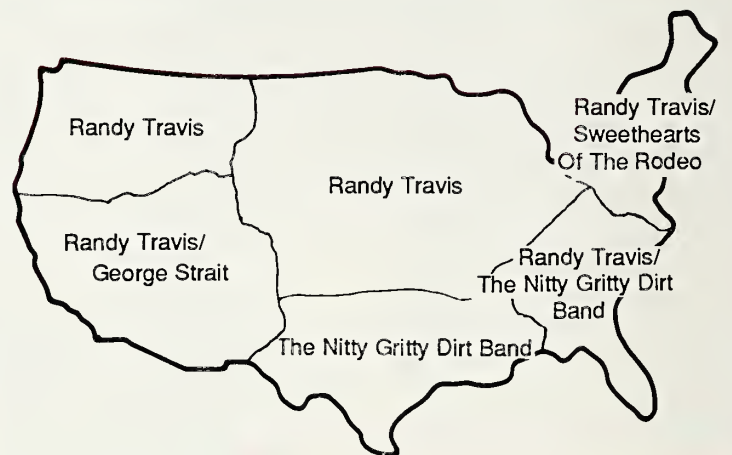 Randy Travis
Randy Travis/
Sweethearts
Of The Rodeo
Randy Travis
Randy Travis/
George Strait
Randy Travis/
The Nitty Gritty Dirt
Band
The Nitty Gritty Dirt Band